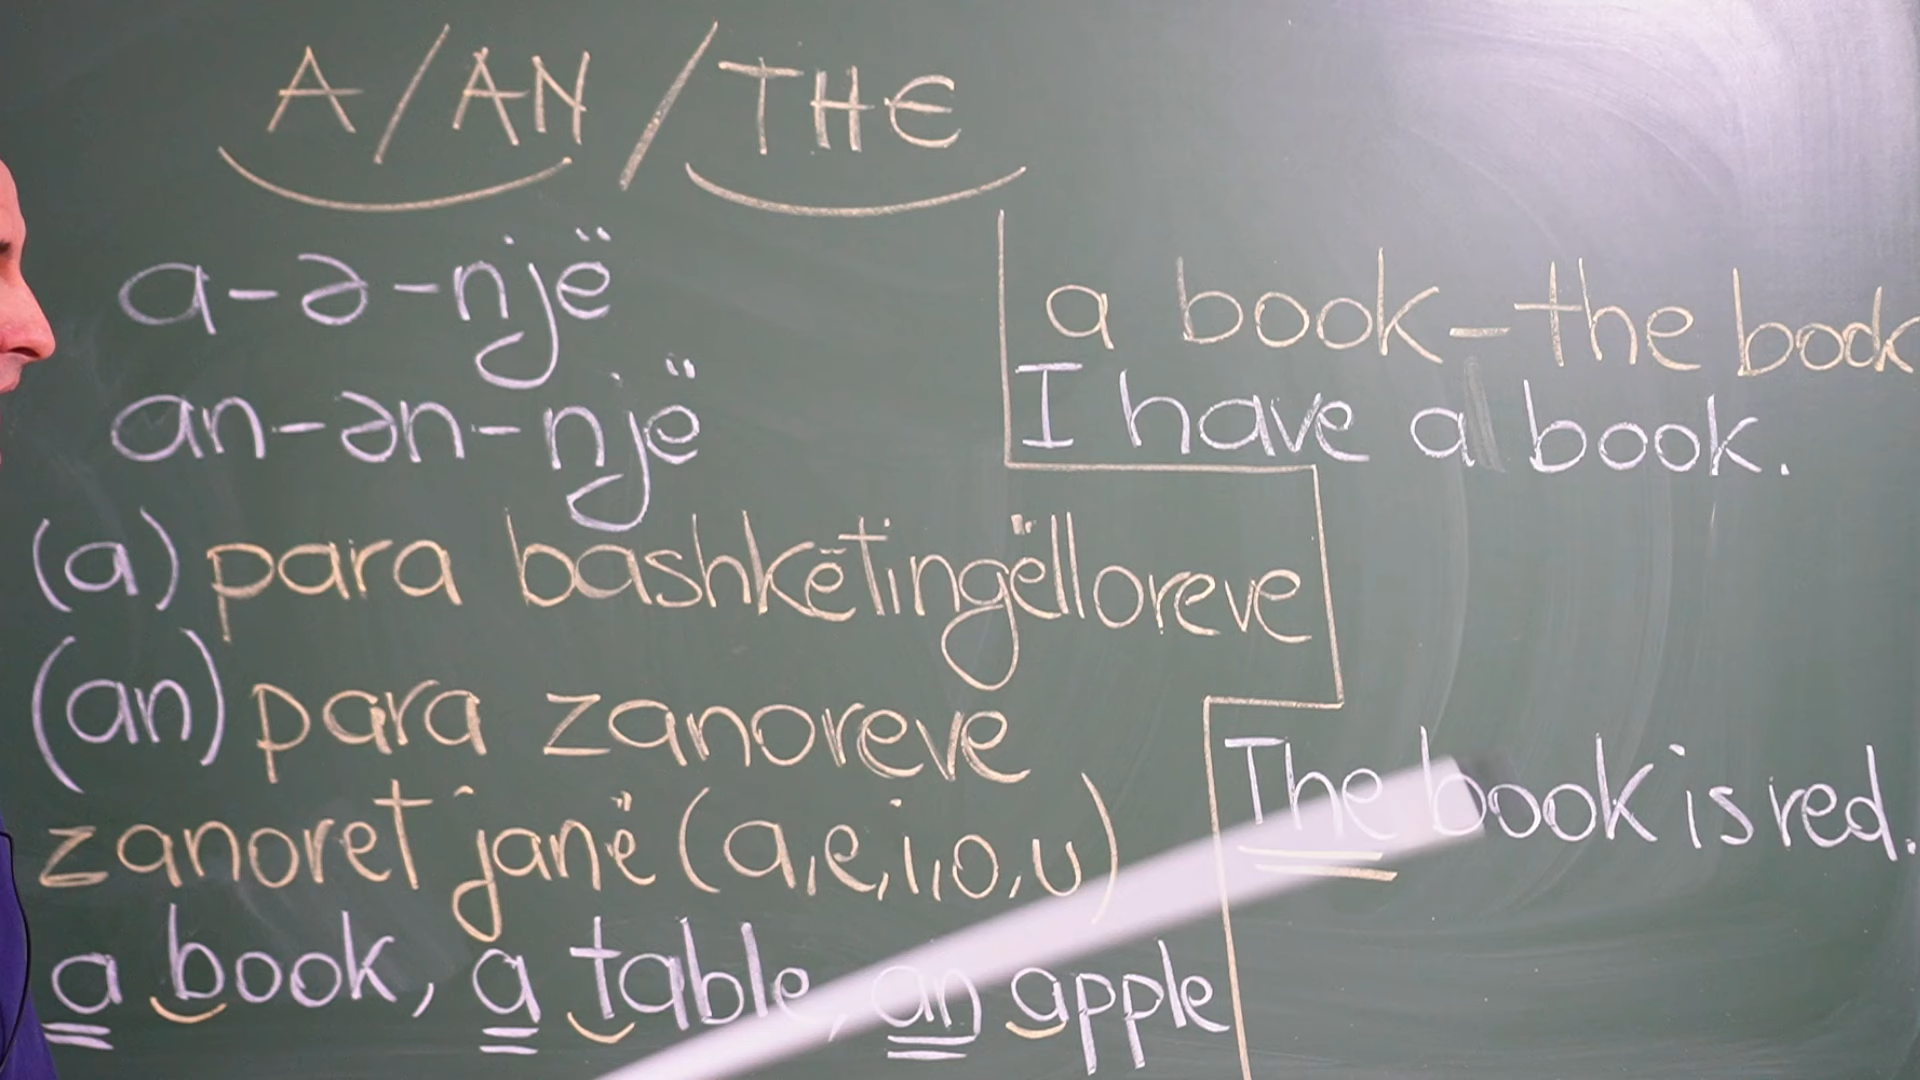 A/AN/THE
a-ə-një
an-ən-një
(a) para bashkëtingëlloreve
(an) para zanoreve
zanoret janë (a,e,i,o,u)
a book, a table, an apple
a book-the book
I have a book.
The book is red.